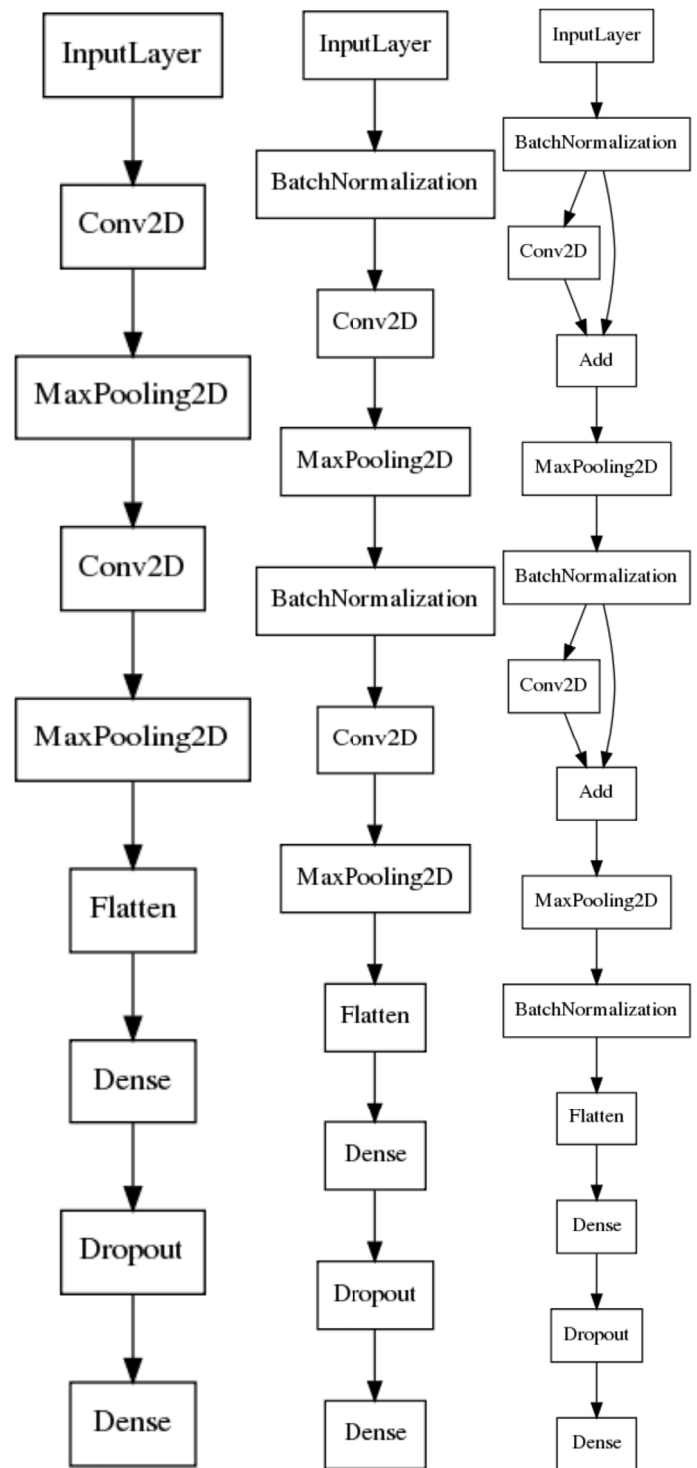 InputLayer
Conv2D
MaxPooling2D
Conv2D
MaxPooling2D
Flatten
Dense
Dropout
Dense
InputLayer
BatchNormalization
Conv2D
MaxPooling2D
BatchNormalization
Conv2D
MaxPooling2D
Flatten
Dense
Dropout
Dense
InputLayer
BatchNormalization
Conv2D
Add
MaxPooling2D
BatchNormalization
Conv2D
Add
MaxPooling2D
BatchNormalization
Flatten
Dense
Dropout
Dense